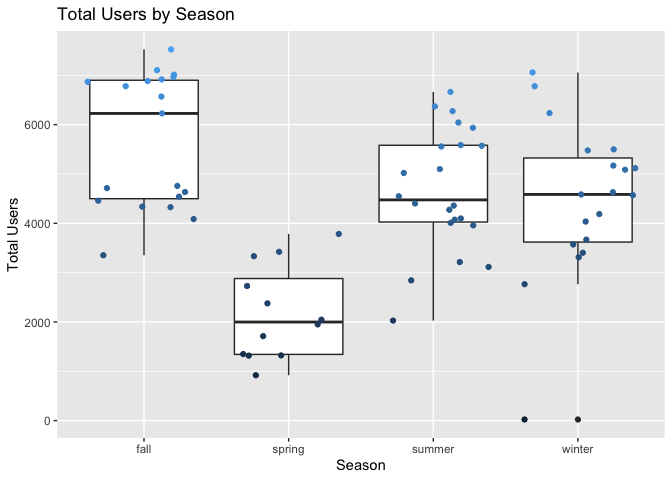 Total Users by Season
Total Users
6000
4000
2000
0
fall spring summer winter
Season